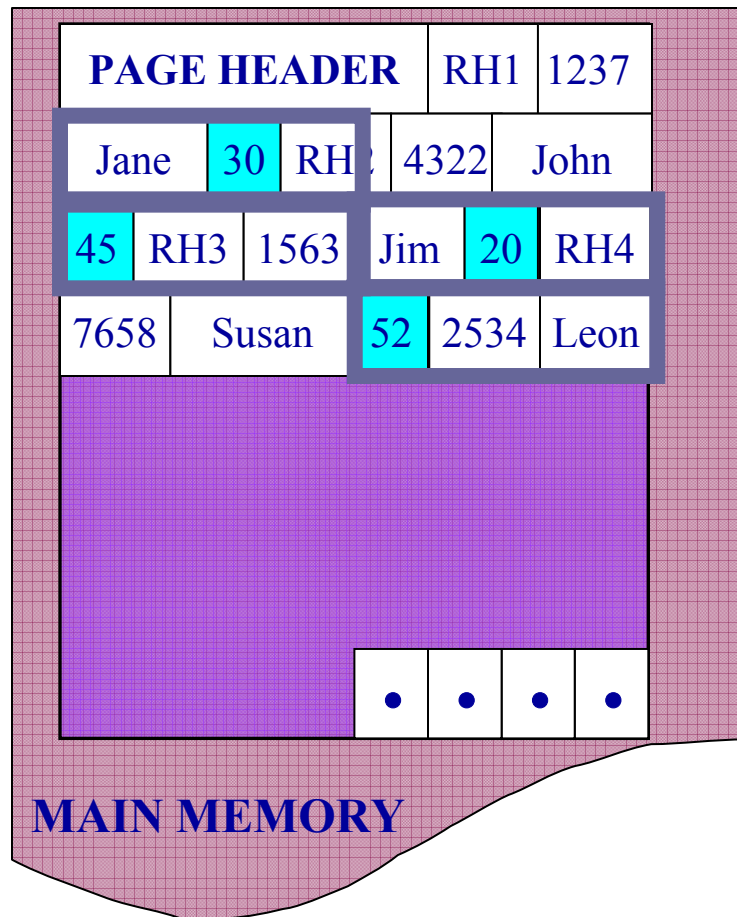 PAGE HEADER RH1 1237
Jane 30 RH2 4322 John
45 RH3 1563 Jim 20 RH4
7658 Susan 52 2534 Leon
MAIN MEMORY